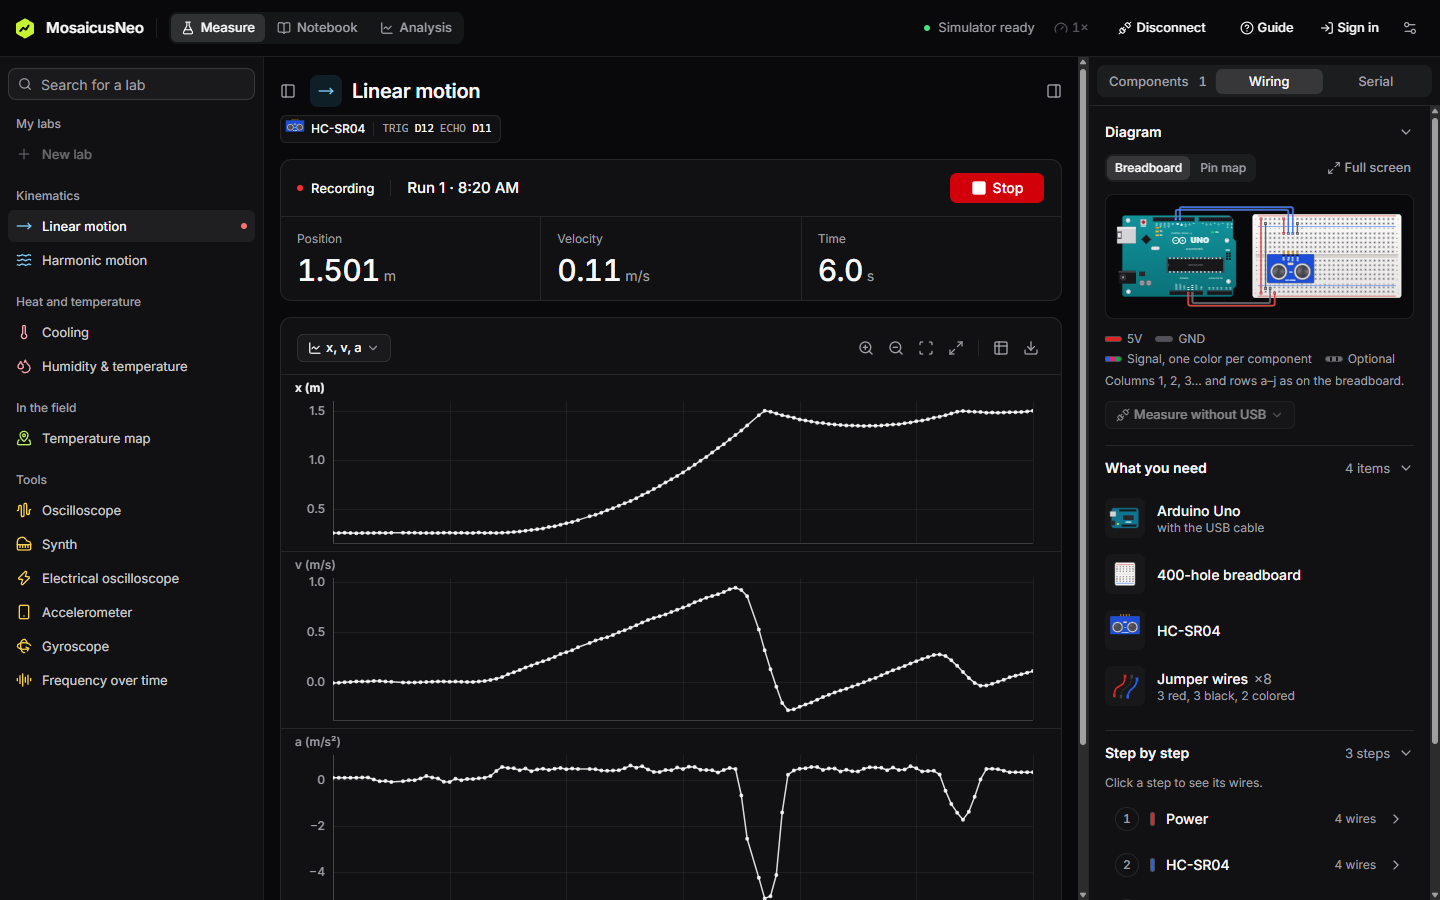 MosaicusNeo
Measure
Notebook
Analysis
Simulator ready
1×
Disconnect
Guide
Sign in
Search for a lab
My labs
New lab
Kinematics
Linear motion
Harmonic motion
Heat and temperature
Cooling
Humidity & temperature
In the field
Temperature map
Tools
Oscilloscope
Synth
Electrical oscilloscope
Accelerometer
Gyroscope
Frequency over time
Linear motion
HC-SR04 TRIG D12 ECHO D11
Recording
Run 1 · 8:20 AM
Stop
Position
1.501 m
Velocity
0.11 m/s
Time
6.0 s
x, v, a
x (m)
1.5
1.0
0.5
v (m/s)
1.0
0.5
0.0
a (m/s²)
0
−2
−4
Components 1
Wiring
Serial
Diagram
Breadboard
Pin map
Full screen
UNO
5V
GND
Signal, one color per component
Optional
Columns 1, 2, 3... and rows a–j as on the breadboard.
Measure without USB
What you need
4 items
Arduino Uno
with the USB cable
400-hole breadboard
HC-SR04
Jumper wires ×8
3 red, 3 black, 2 colored
Step by step
3 steps
Click a step to see its wires.
1 Power 4 wires
2 HC-SR04 4 wires